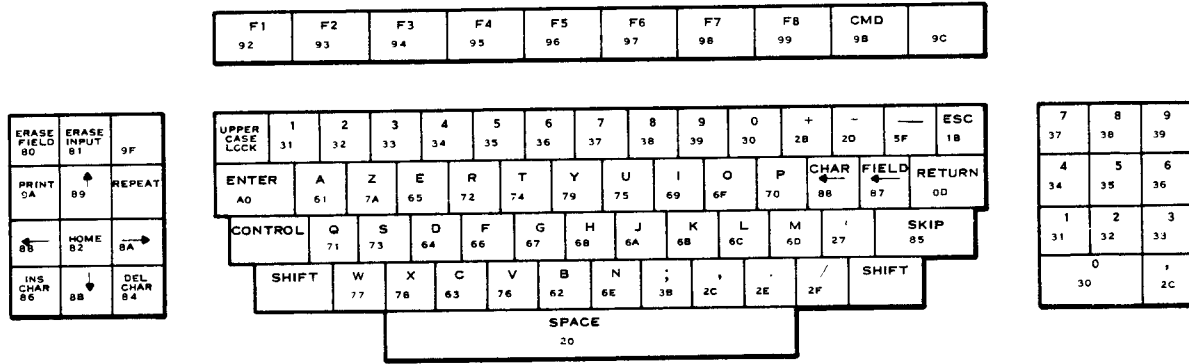 F1 F2 F3 F4 F5 F6 F7 F8 CMD
92 93 94 95 96 97 98 99 9B 9C
ERASE FIELD 80 ERASE INPUT 81 9F
PRINT 9A 89 REPEAT
88 HOME 82 8A
INS CHAR 86 8B DEL CHAR 84
UPPER CASE LOCK 1 2 3 4 5 6 7 8 9 0 + - — ESC
31 32 33 34 35 36 37 38 39 30 2B 2D 5F 1B
ENTER A Z E R T Y U I O P CHAR FIELD RETURN
A0 61 7A 65 72 74 79 75 69 6F 70 88 87 0D
CONTROL Q S D F G H J K L M ' SKIP
71 73 64 66 67 68 6A 6B 6C 6D 27 85
SHIFT W X C V B N ; , . / SHIFT
77 78 63 76 62 6E 3B 2C 2E 2F
SPACE
20
7 8 9
37 38 39
4 5 6
34 35 36
1 2 3
31 32 33
0 ,
30 2C